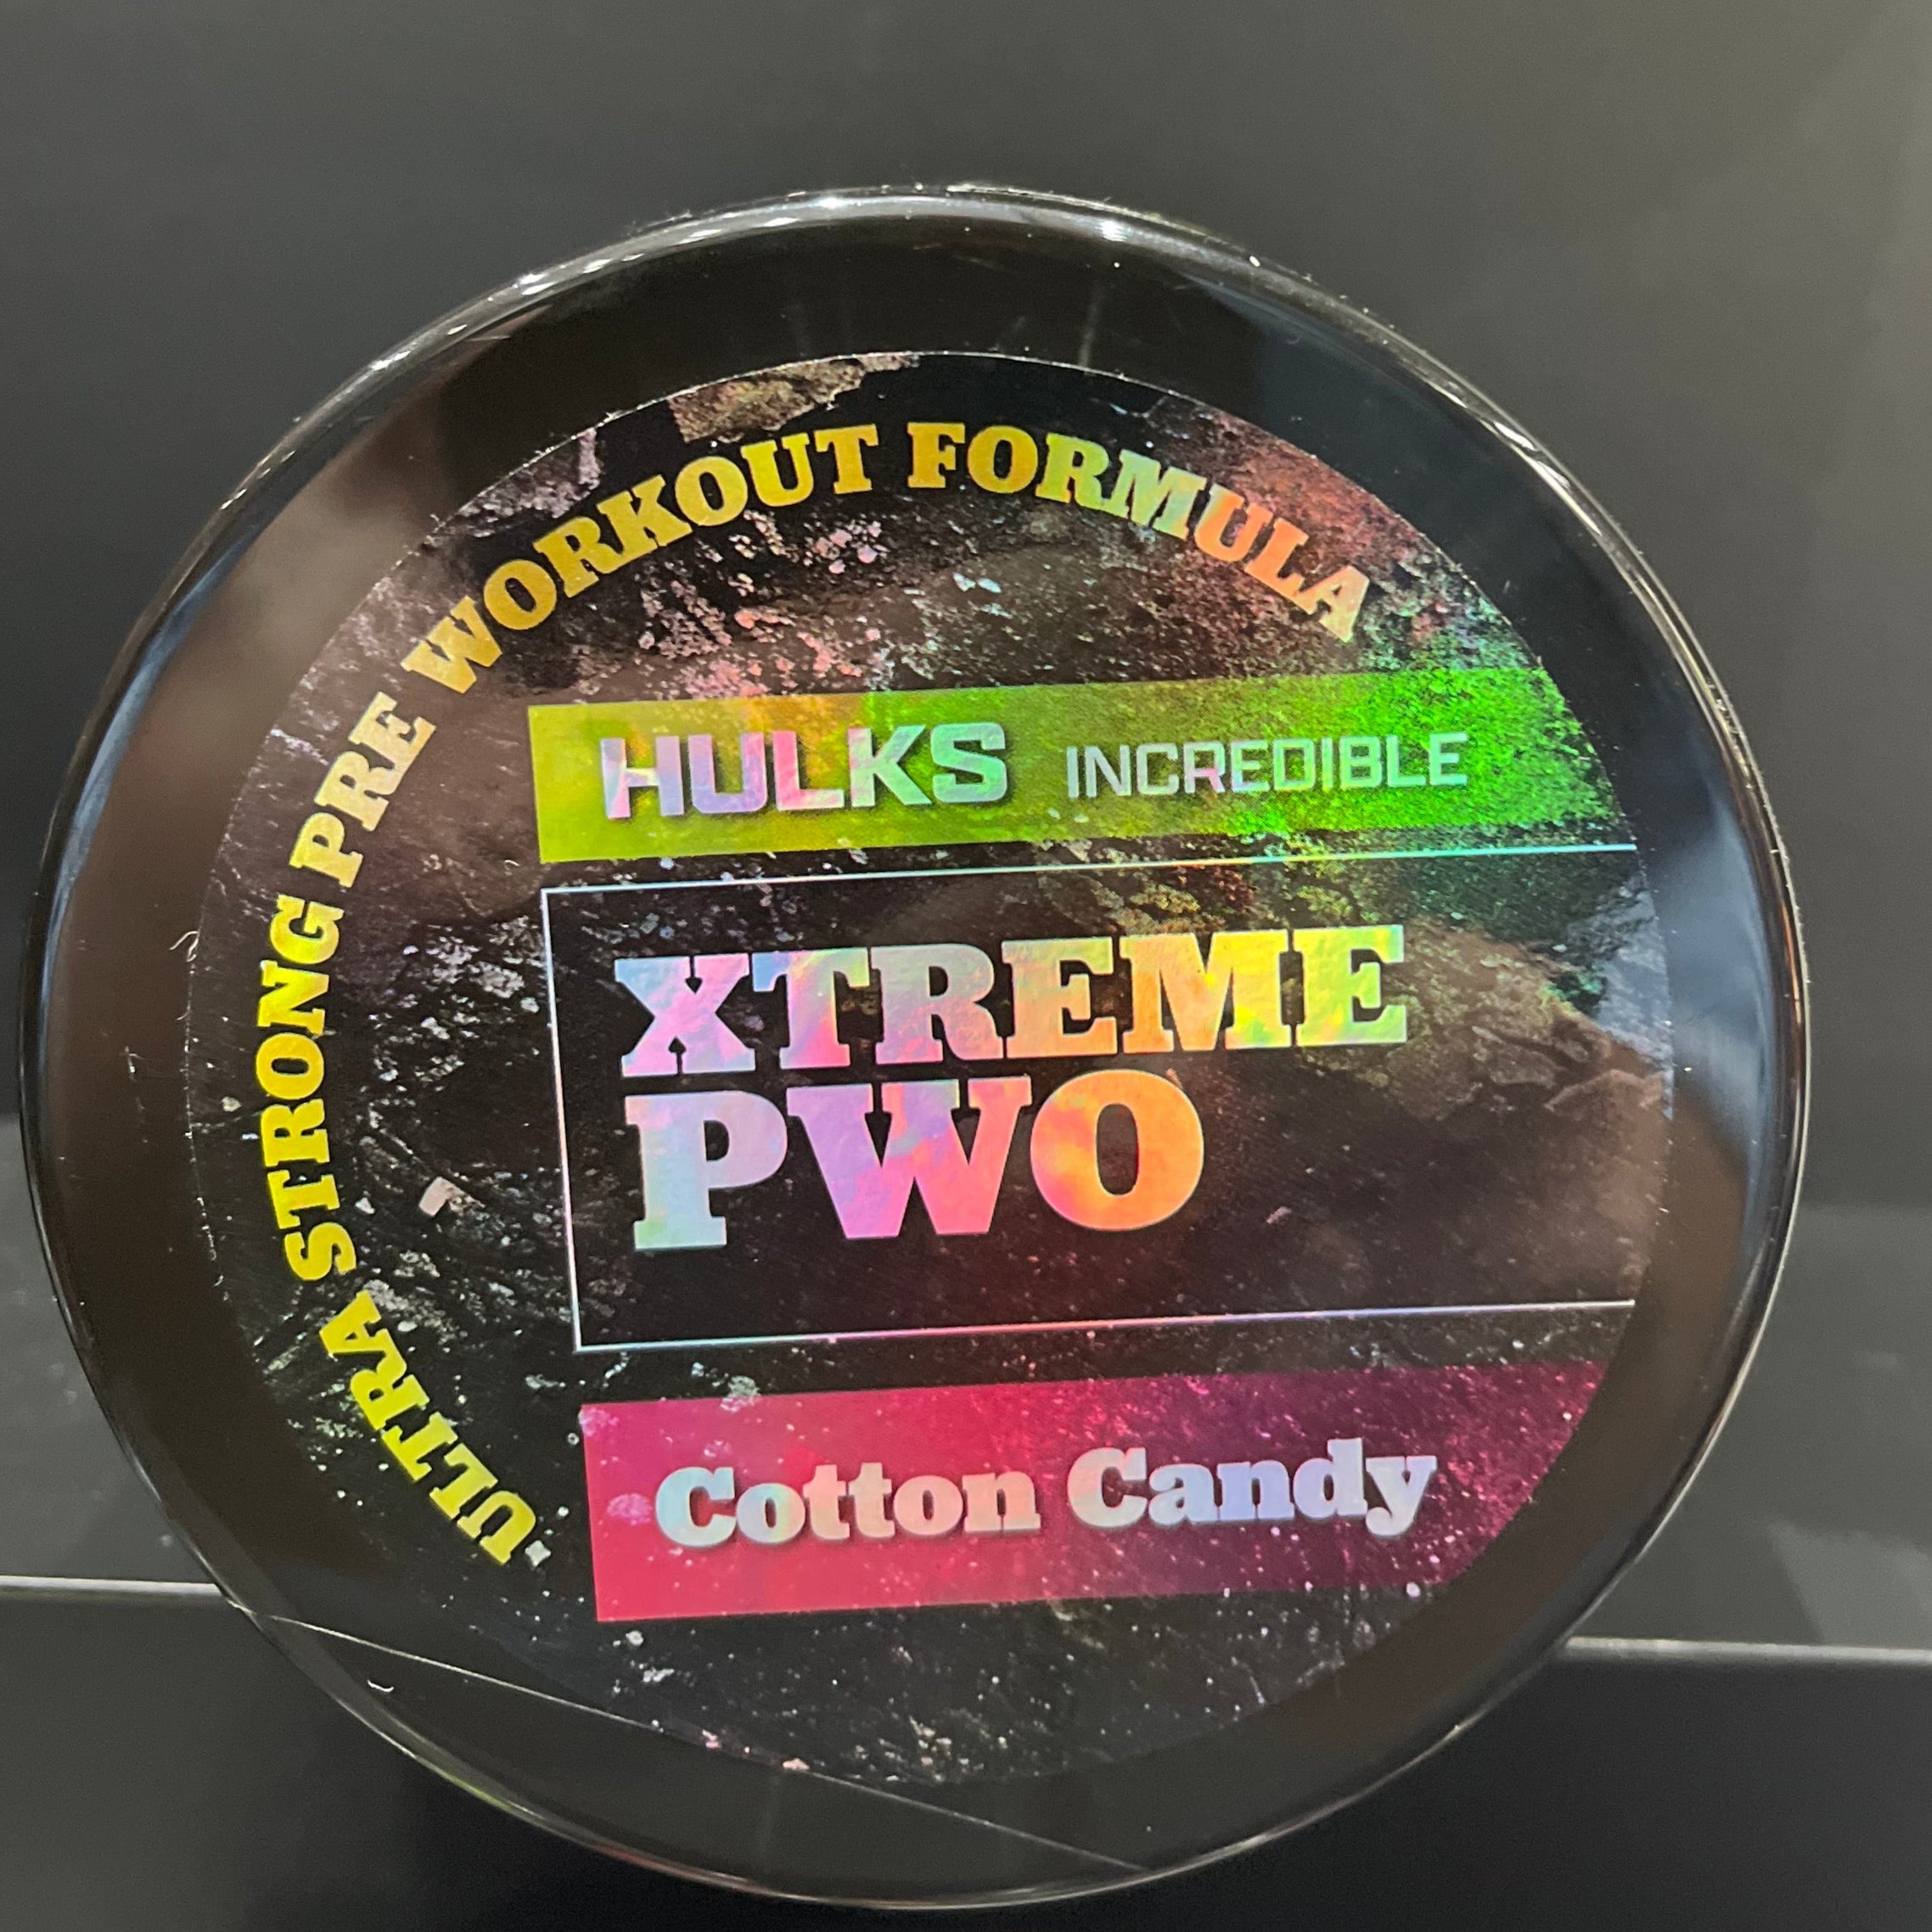 ULTRA STRONG PRE WORKOUT FORMULA
HULKS INCREDIBLE
XTREME
PWO
Cotton Candy